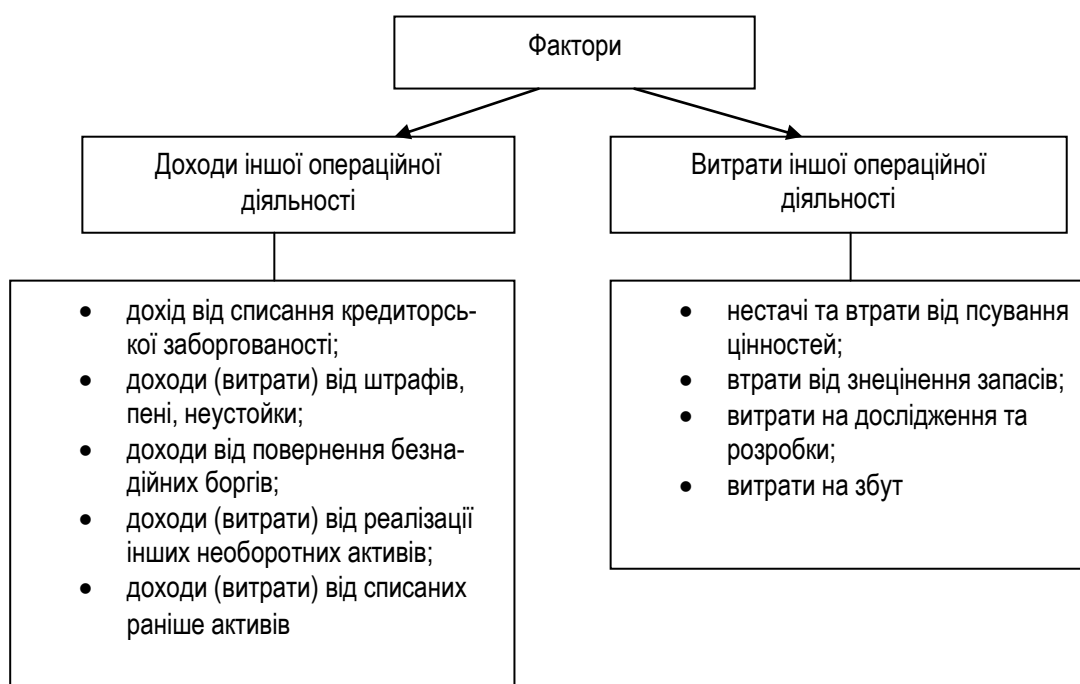 Фактори
Доходи іншої операційної
діяльності
Витрати іншої операційної
діяльності
• дохід від списання кредиторсь-
кої заборгованості;
• доходи (витрати) від штрафів,
пені, неустойки;
• доходи від повернення безна-
дійних боргів;
• доходи (витрати) від реалізації
інших необоротних активів;
• доходи (витрати) від списаних
раніше активів
• нестачі та втрати від псування
цінностей;
• втрати від знецінення запасів;
• витрати на дослідження та
розробки;
• витрати на збут